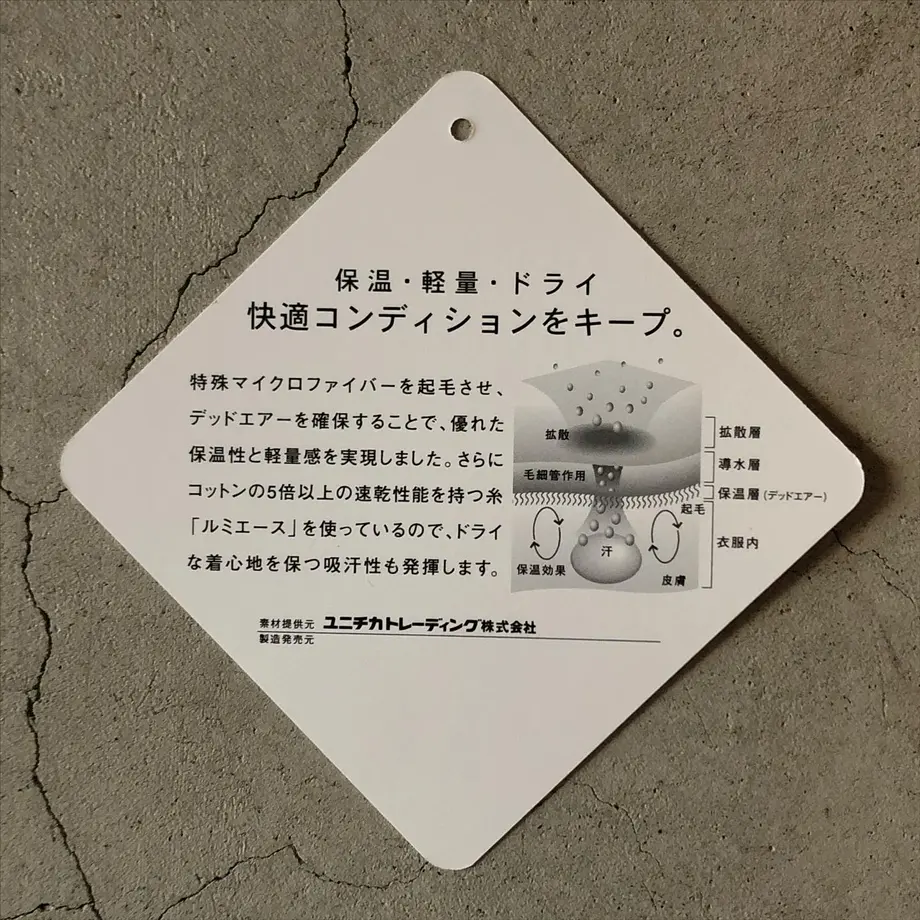 保温・軽量・ドライ
快適コンディションをキープ。
特殊マイクロファイバーを起毛させ、
デッドエアーを確保することで、優れた
保温性と軽量感を実現しました。さらに
コットンの5倍以上の速乾性能を持つ糸
「ルミエース」を使っているので、ドライ
な着心地を保つ吸汗性も発揮します。
拡散
毛細管作用
起毛
汗
保温効果
皮膚
拡散層
導水層
保温層(デッドエアー)
衣服内
素材提供元 ユニチカトレーディング株式会社
製造発売元